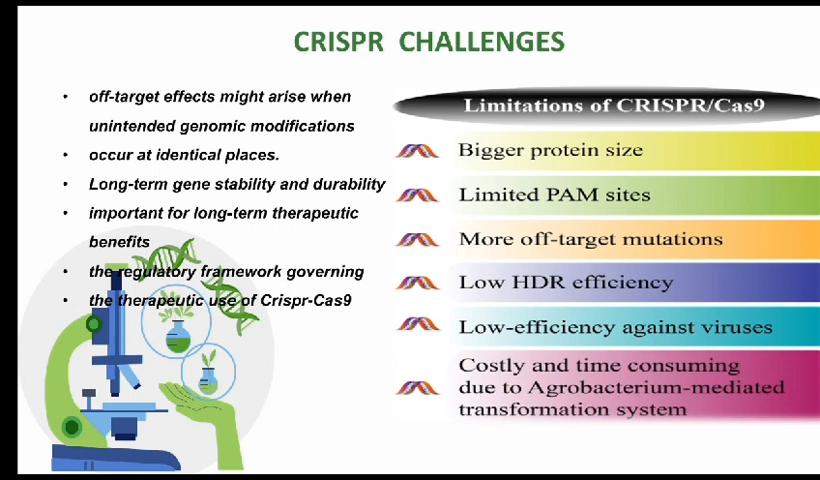 CRISPR CHALLENGES
• off-target effects might arise when
unintended genomic modifications
• occur at identical places.
• Long-term gene stability and durability
• important for long-term therapeutic
benefits
• the regulatory framework governing
• the therapeutic use of Crispr-Cas9
Limitations of CRISPR/Cas9
Bigger protein size
Limited PAM sites
More off-target mutations
Low HDR efficiency
Low-efficiency against viruses
Costly and time consuming
due to Agrobacterium-mediated
transformation system